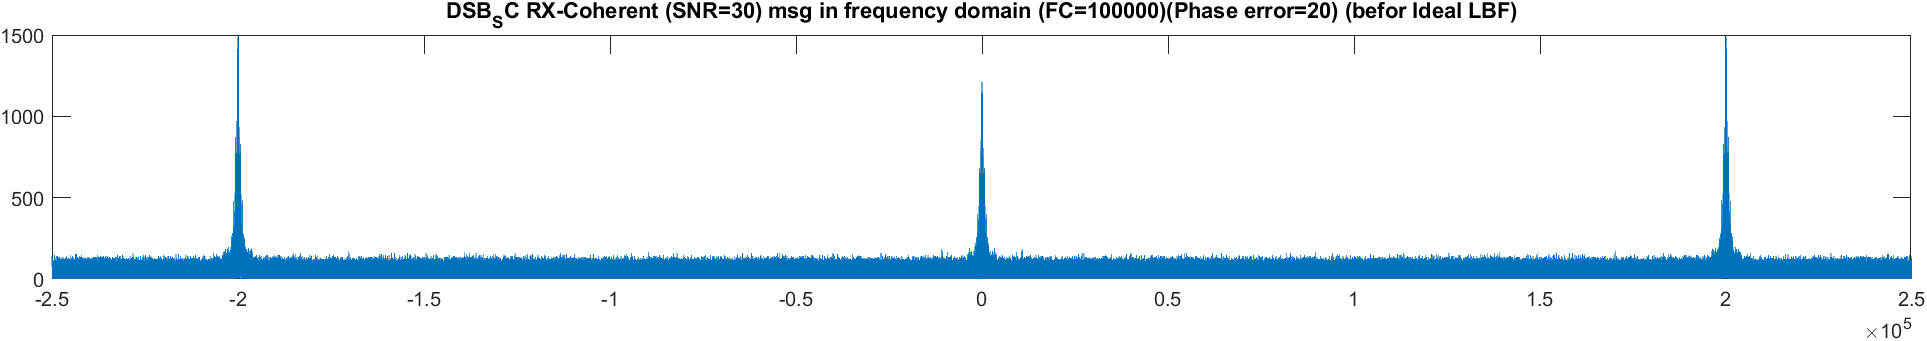 DSB_SC RX-Coherent (SNR=30) msg in frequency domain (FC=100000)(Phase error=20) (befor Ideal LBF)
1500
1000
500
0
-2.5 -2 -1.5 -1 -0.5 0 0.5 1 1.5 2 2.5
×10^5